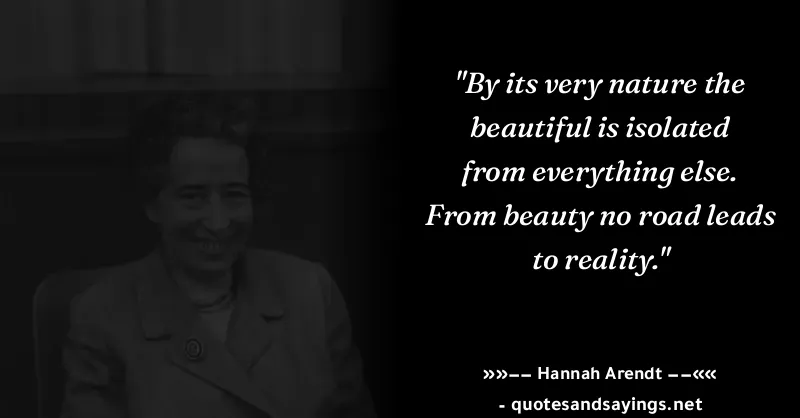 "By its very nature the
beautiful is isolated
from everything else.
From beauty no road leads
to reality."
»»—— Hannah Arendt ——««
- quotesandsayings.net